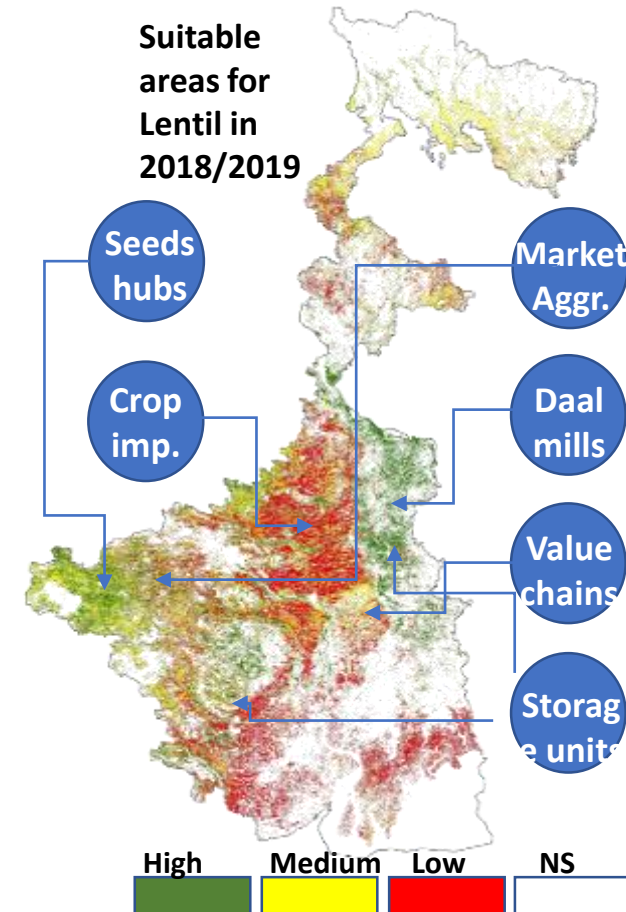 Suitable
areas for
Lentil in
2018/2019
Seeds
hubs
Market
Aggr.
Crop
imp.
Daal
mills
Value
chains
Storag
e units
High Medium Low NS